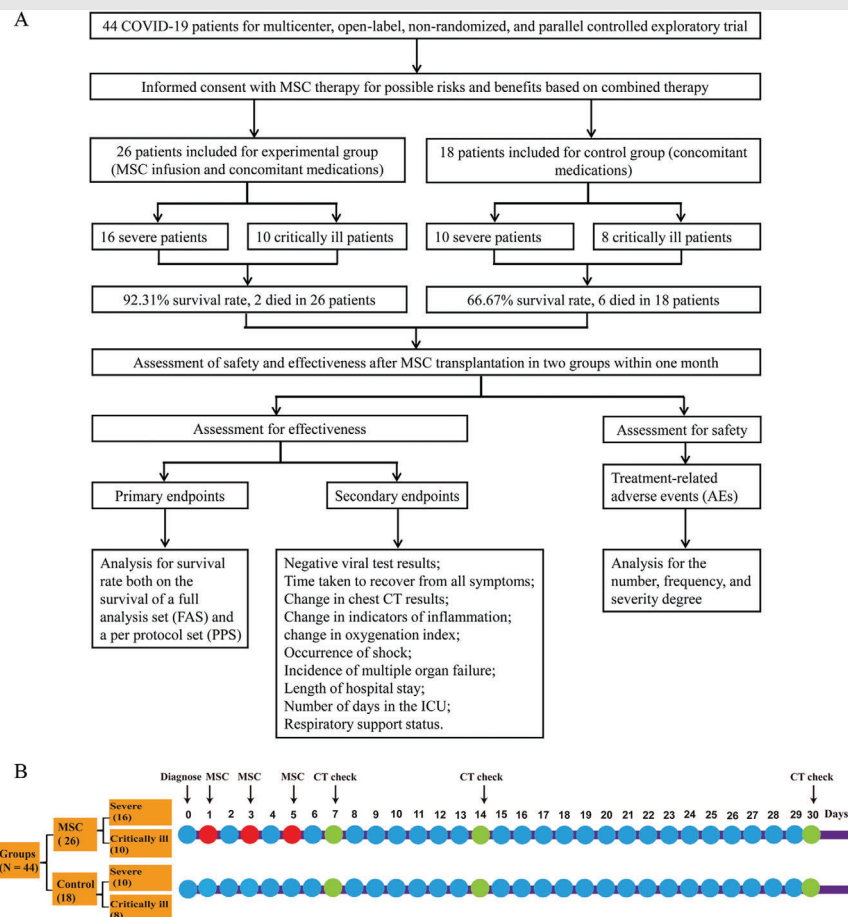 A
44 COVID-19 patients for multicenter, open-label, non-randomized, and parallel controlled exploratory trial
Informed consent with MSC therapy for possible risks and benefits based on combined therapy
26 patients included for experimental group
(MSC infusion and concomitant medications)
18 patients included for control group (concomitant
medications)
16 severe patients
10 critically ill patients
10 severe patients
8 critically ill patients
92.31% survival rate, 2 died in 26 patients
66.67% survival rate, 6 died in 18 patients
Assessment of safety and effectiveness after MSC transplantation in two groups within one month
Assessment for effectiveness
Assessment for safety
Primary endpoints
Secondary endpoints
Treatment-related
adverse events (AEs)
Analysis for survival
rate both on the
survival of a full
analysis set (FAS) and
a per protocol set (PPS)
Negative viral test results;
Time taken to recover from all symptoms;
Change in chest CT results;
Change in indicators of inflammation;
change in oxygenation index;
Occurrence of shock;
Incidence of multiple organ failure;
Length of hospital stay;
Number of days in the ICU;
Respiratory support status.
Analysis for the
number, frequency, and
severity degree
B
Diagnose MSC MSC MSC CT check CT check CT check
0 1 2 3 4 5 6 7 8 9 10 11 12 13 14 15 16 17 18 19 20 21 22 23 24 25 26 27 28 29 30 Days
Groups
(N = 44)
MSC
( 26)
Severe
(16)
Critically ill
(10)
Control
(18)
Severe
(10)
Critically ill
(8)